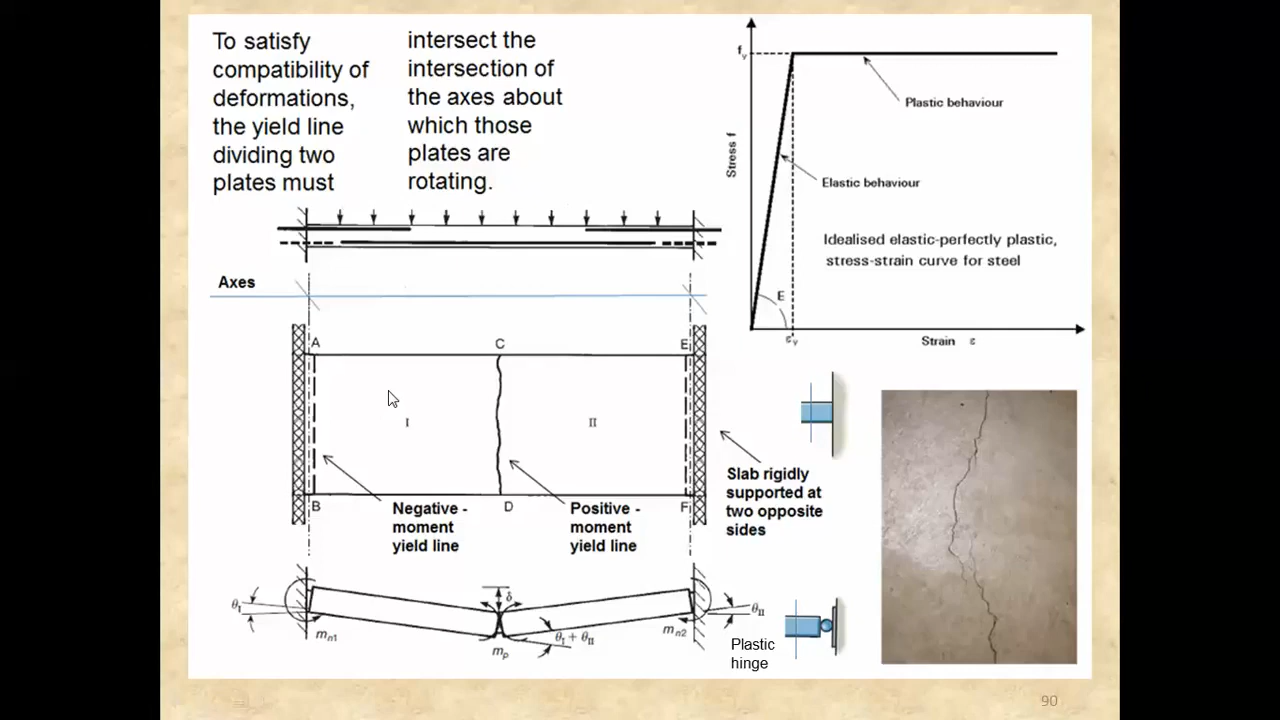 To satisfy
compatibility of
deformations,
the yield line
dividing two
plates must
intersect the
intersection of
the axes about
which those
plates are
rotating.
f_y
Stress f
Plastic behaviour
Elastic behaviour
Idealised elastic-perfectly plastic,
stress-strain curve for steel
E
ε_y
Strain ε
Axes
A
C
E
I
II
B
D
F
Negative -
moment
yield line
Positive -
moment
yield line
Slab rigidly
supported at
two opposite
sides
θ_I
m_n1
δ
m_p
θ_I + θ_II
m_n2
θ_II
Plastic
hinge
90